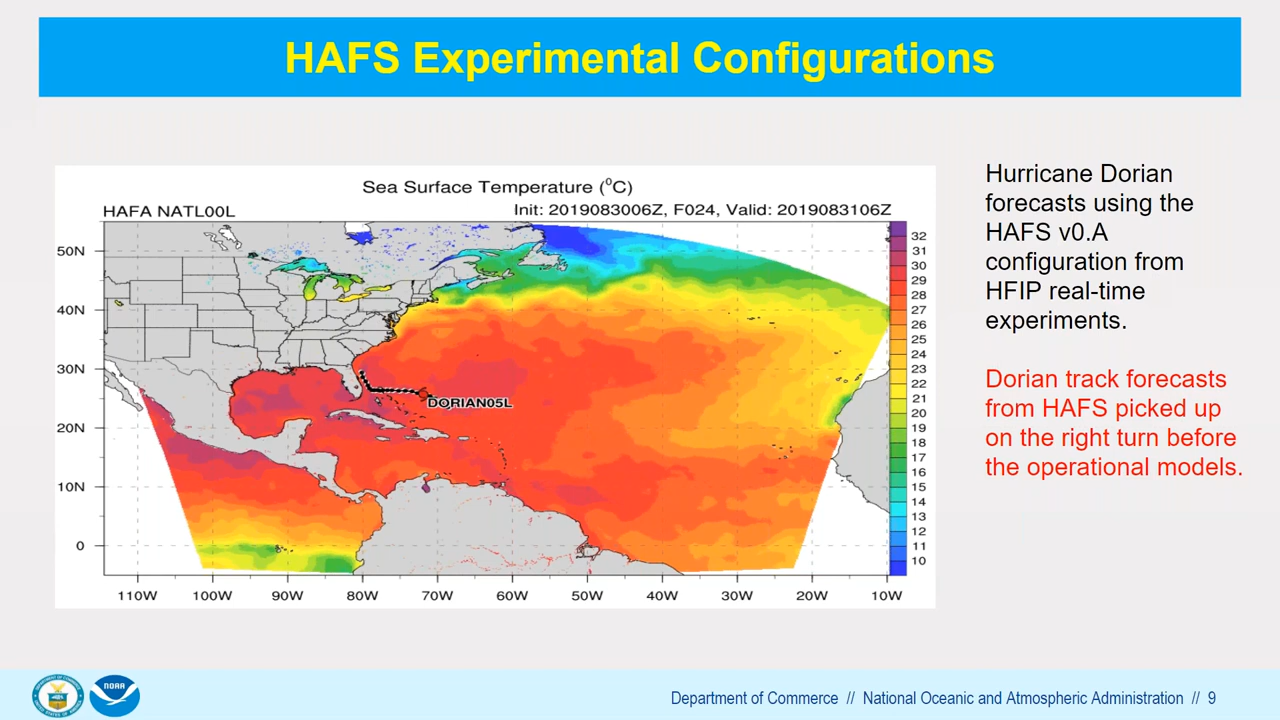 HAFS Experimental Configurations
Sea Surface Temperature (⁰C)
HAFA NATL00L
Init: 2019083006Z, F024, Valid: 2019083106Z
50N
40N
30N
20N
10N
0
110W 100W 90W 80W 70W 60W 50W 40W 30W 20W 10W
DORIAN05L
32
31
30
29
28
27
26
25
24
23
22
21
20
19
18
17
16
15
14
13
12
11
10
Hurricane Dorian
forecasts using the
HAFS v0.A
configuration from
HFIP real-time
experiments.
Dorian track forecasts
from HAFS picked up
on the right turn before
the operational models.
NOAA
Department of Commerce // National Oceanic and Atmospheric Administration // 9